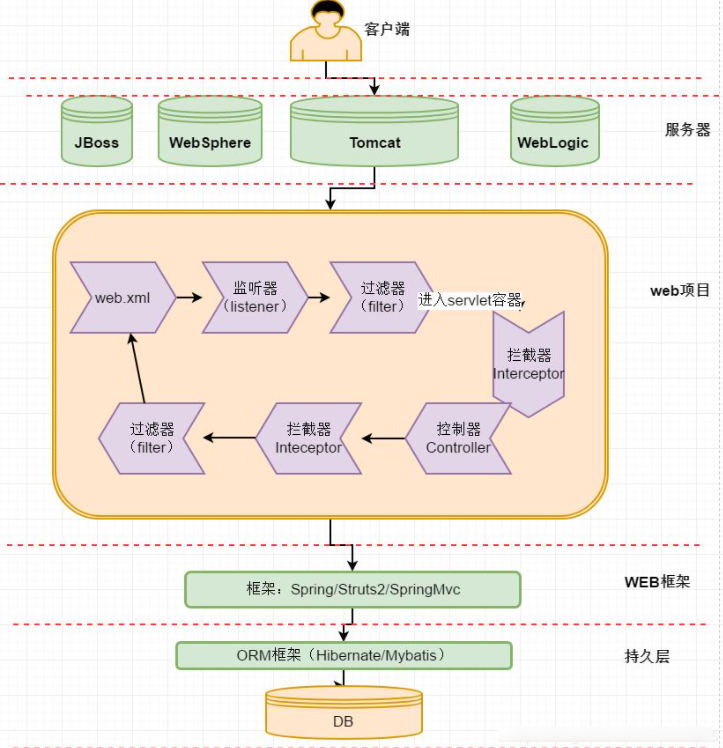 客户端
JBoss
WebSphere
Tomcat
WebLogic
服务器
web项目
web.xml
监听器
（listener）
过滤器
（filter）
进入servlet容器
拦截器
Interceptor
控制器
Controller
拦截器
Inteceptor
过滤器
（filter）
WEB框架
框架：Spring/Struts2/SpringMvc
持久层
ORM框架（Hibernate/Mybatis）
DB